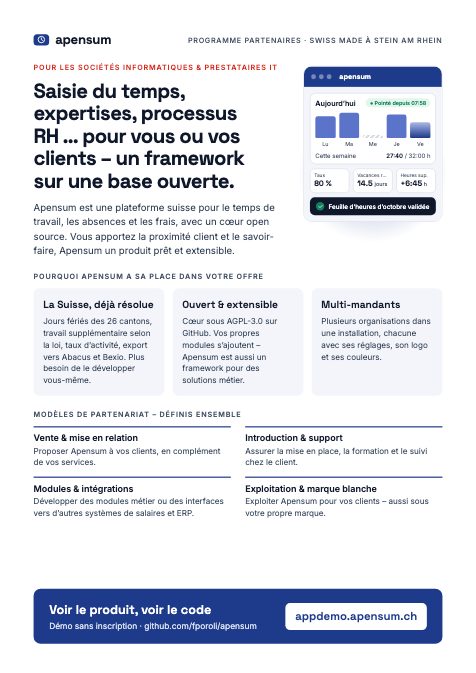 apensum
PROGRAMME PARTENAIRES · SWISS MADE À STEIN AM RHEIN
POUR LES SOCIÉTÉS INFORMATIQUES & PRESTATAIRES IT
Saisie du temps,
expertises, processus
RH ... pour vous ou vos
clients – un framework
sur une base ouverte.
Apensum est une plateforme suisse pour le temps de
travail, les absences et les frais, avec un cœur open
source. Vous apportez la proximité client et le savoir-
faire, Apensum un produit prêt et extensible.
apensum
Aujourd'hui
• Pointé depuis 07:58
Lu Ma Me Je Ve
Cette semaine 27:40 / 32:00 h
Taux
80 %
Vacances r...
14.5 jours
Heures sup.
+6:45 h
Feuille d'heures d'octobre validée
POURQUOI APENSUM A SA PLACE DANS VOTRE OFFRE
La Suisse, déjà résolue
Jours fériés des 26 cantons,
travail supplémentaire selon
la loi, taux d'activité, export
vers Abacus et Bexio. Plus
besoin de le développer
vous-même.
Ouvert & extensible
Cœur sous AGPL-3.0 sur
GitHub. Vos propres
modules s'ajoutent –
Apensum est aussi un
framework pour des
solutions métier.
Multi-mandants
Plusieurs organisations dans
une installation, chacune
avec ses réglages, son logo
et ses couleurs.
MODÈLES DE PARTENARIAT – DÉFINIS ENSEMBLE
Vente & mise en relation
Proposer Apensum à vos clients, en complément
de vos services.
Introduction & support
Assurer la mise en place, la formation et le suivi
chez le client.
Modules & intégrations
Développer des modules métier ou des interfaces
vers d'autres systèmes de salaires et ERP.
Exploitation & marque blanche
Exploiter Apensum pour vos clients – aussi sous
votre propre marque.
Voir le produit, voir le code
Démo sans inscription · github.com/fporoli/apensum
appdemo.apensum.ch